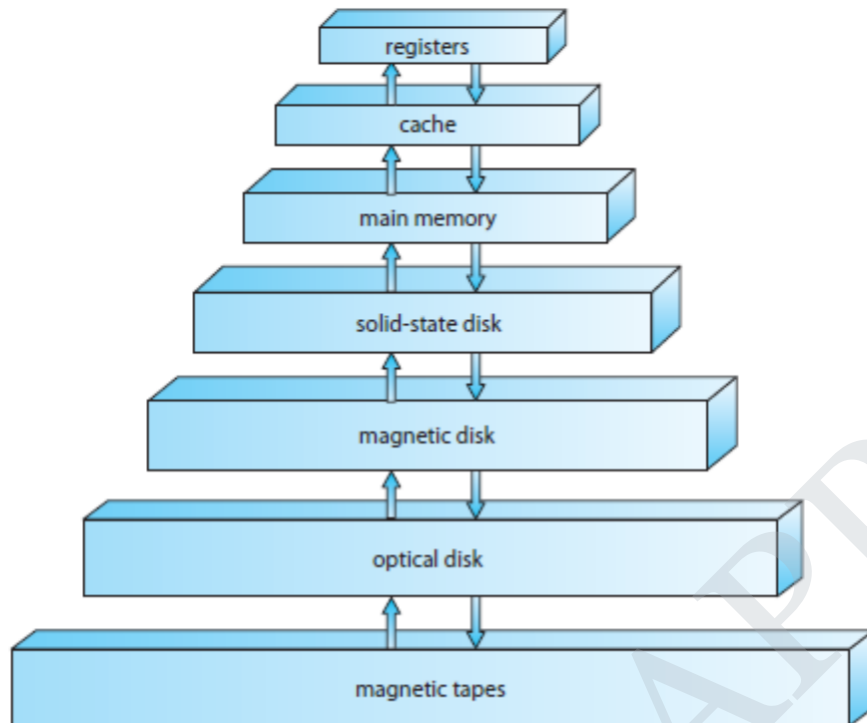 registers
cache
main memory
solid-state disk
magnetic disk
optical disk
magnetic tapes